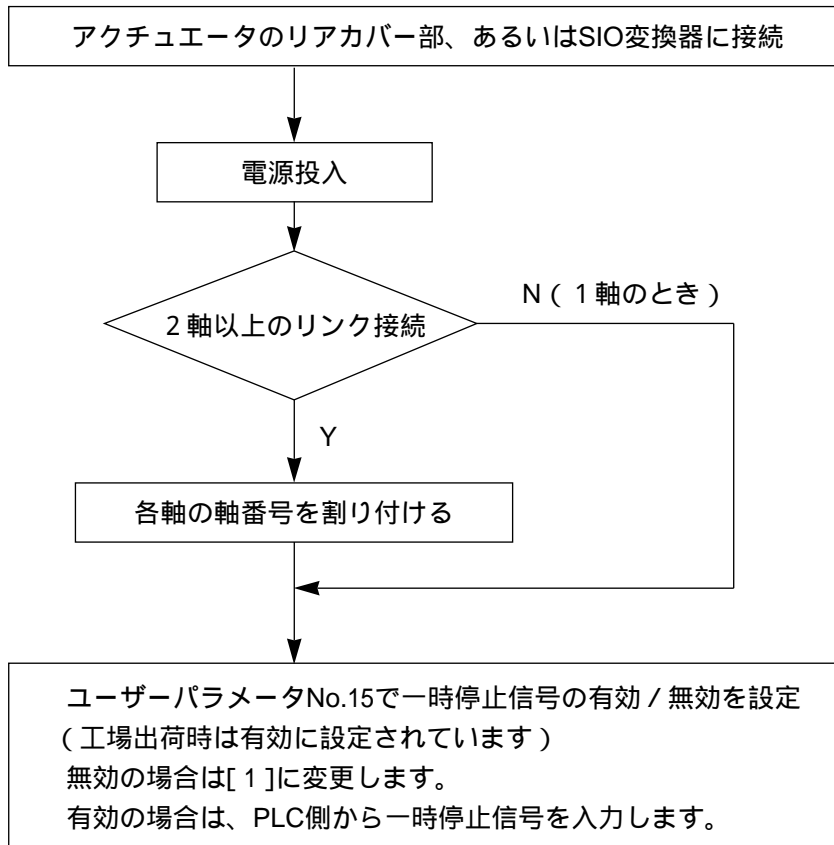 アクチュエータのリアカバー部、あるいはSIO変換器に接続
電源投入
N（1軸のとき）
2軸以上のリンク接続
Y
各軸の軸番号を割り付ける
ユーザーパラメータNo.15で一時停止信号の有効／無効を設定
（工場出荷時は有効に設定されています）
無効の場合は[ 1 ]に変更します。
有効の場合は、PLC側から一時停止信号を入力します。